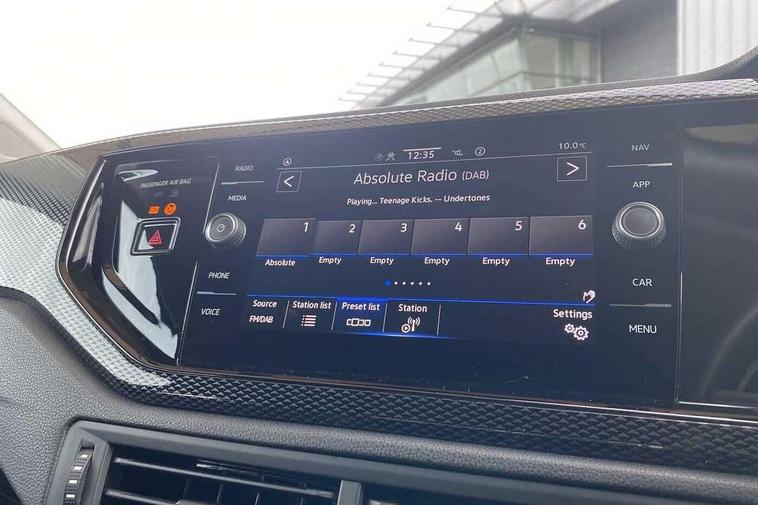 PASSENGER AIR BAG
RADIO
MEDIA
PHONE
VOICE
12:35
2
10.0°C
< Absolute Radio (DAB) >
Playing... Teenage Kicks. -- Undertones
1 2 3 4 5 6
Absolute Empty Empty Empty Empty Empty
Source Station list Preset list Station Settings
FM/DAB
NAV
APP
CAR
MENU